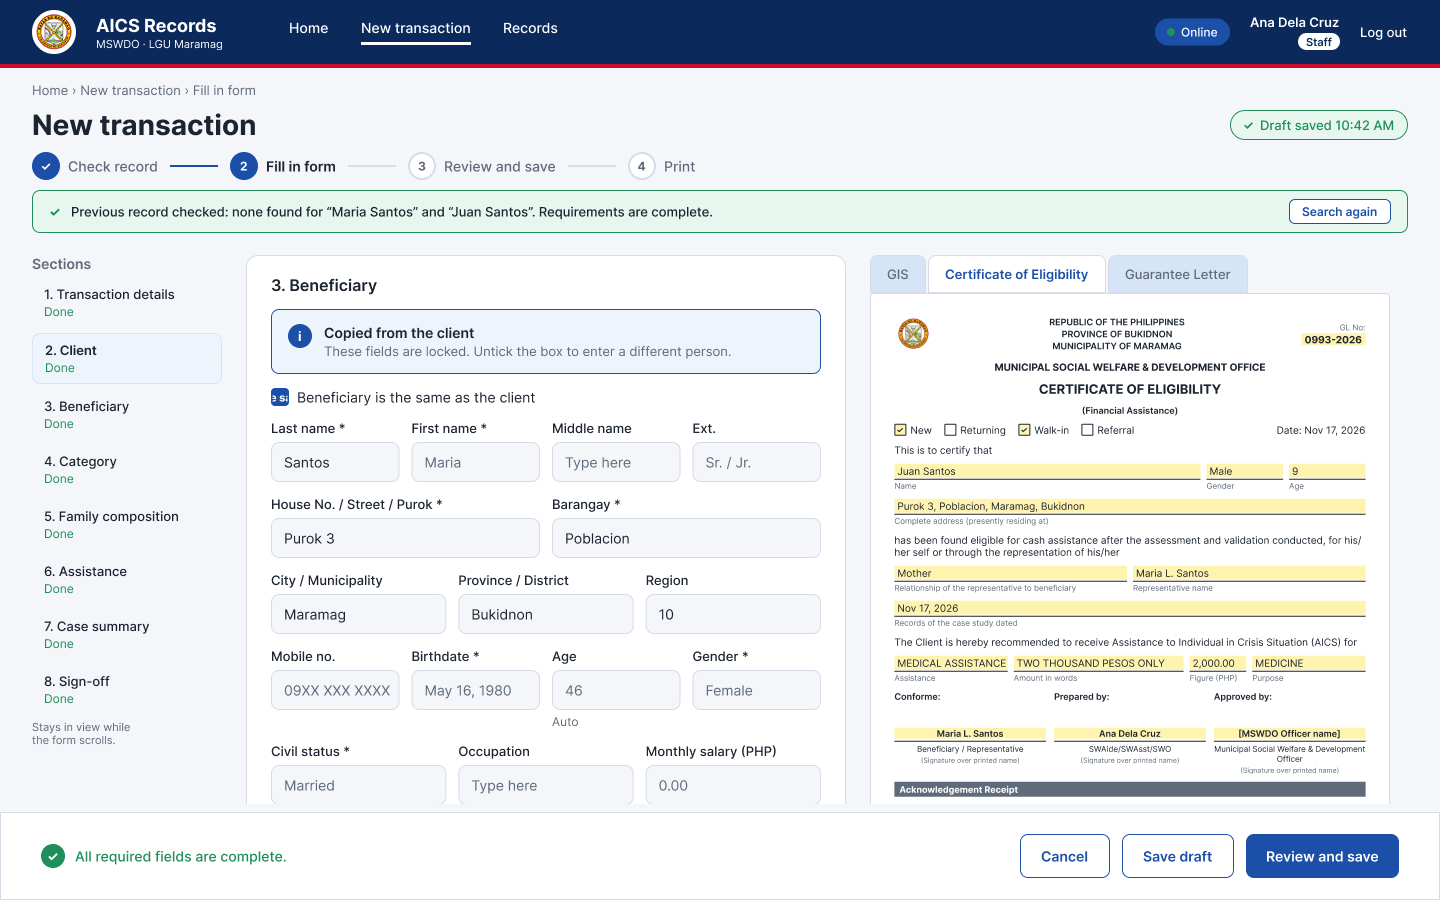 AICS Records
MSWDO · LGU Maramag
Home
New transaction
Records
Online
Ana Dela Cruz
Staff
Log out
Home › New transaction › Fill in form
New transaction
Draft saved 10:42 AM
Check record
2 Fill in form
3 Review and save
4 Print
Previous record checked: none found for “Maria Santos” and “Juan Santos”. Requirements are complete.
Search again
Sections
1. Transaction details
Done
2. Client
Done
3. Beneficiary
Done
4. Category
Done
5. Family composition
Done
6. Assistance
Done
7. Case summary
Done
8. Sign-off
Done
Stays in view while
the form scrolls.
3. Beneficiary
i
Copied from the client
These fields are locked. Untick the box to enter a different person.
Beneficiary is the same as the client
Last name * First name * Middle name Ext.
Santos Maria Type here Sr. / Jr.
House No. / Street / Purok * Barangay *
Purok 3 Poblacion
City / Municipality Province / District Region
Maramag Bukidnon 10
Mobile no. Birthdate * Age Gender *
09XX XXX XXXX May 16, 1980 46 Female
Auto
Civil status * Occupation Monthly salary (PHP)
Married Type here 0.00
GIS
Certificate of Eligibility
Guarantee Letter
REPUBLIC OF THE PHILIPPINES
PROVINCE OF BUKIDNON
MUNICIPALITY OF MARAMAG
GL No:
0993-2026
MUNICIPAL SOCIAL WELFARE & DEVELOPMENT OFFICE
CERTIFICATE OF ELIGIBILITY
(Financial Assistance)
New Returning Walk-in Referral Date: Nov 17, 2026
This is to certify that
Juan Santos Male 9
Name Gender Age
Purok 3, Poblacion, Maramag, Bukidnon
Complete address (presently residing at)
has been found eligible for cash assistance after the assessment and validation conducted, for his/
her self or through the representation of his/her
Mother Maria L. Santos
Relationship of the representative to beneficiary Representative name
Nov 17, 2026
Records of the case study dated
The Client is hereby recommended to receive Assistance to Individual in Crisis Situation (AICS) for
MEDICAL ASSISTANCE TWO THOUSAND PESOS ONLY 2,000.00 MEDICINE
Assistance Amount in words Figure (PHP) Purpose
Conforme: Prepared by: Approved by:
Maria L. Santos Ana Dela Cruz [MSWDO Officer name]
Beneficiary / Representative SWAide/SWAsst/SWO Municipal Social Welfare & Development
Officer
(Signature over printed name) (Signature over printed name) (Signature over printed name)
Acknowledgement Receipt
All required fields are complete.
Cancel
Save draft
Review and save